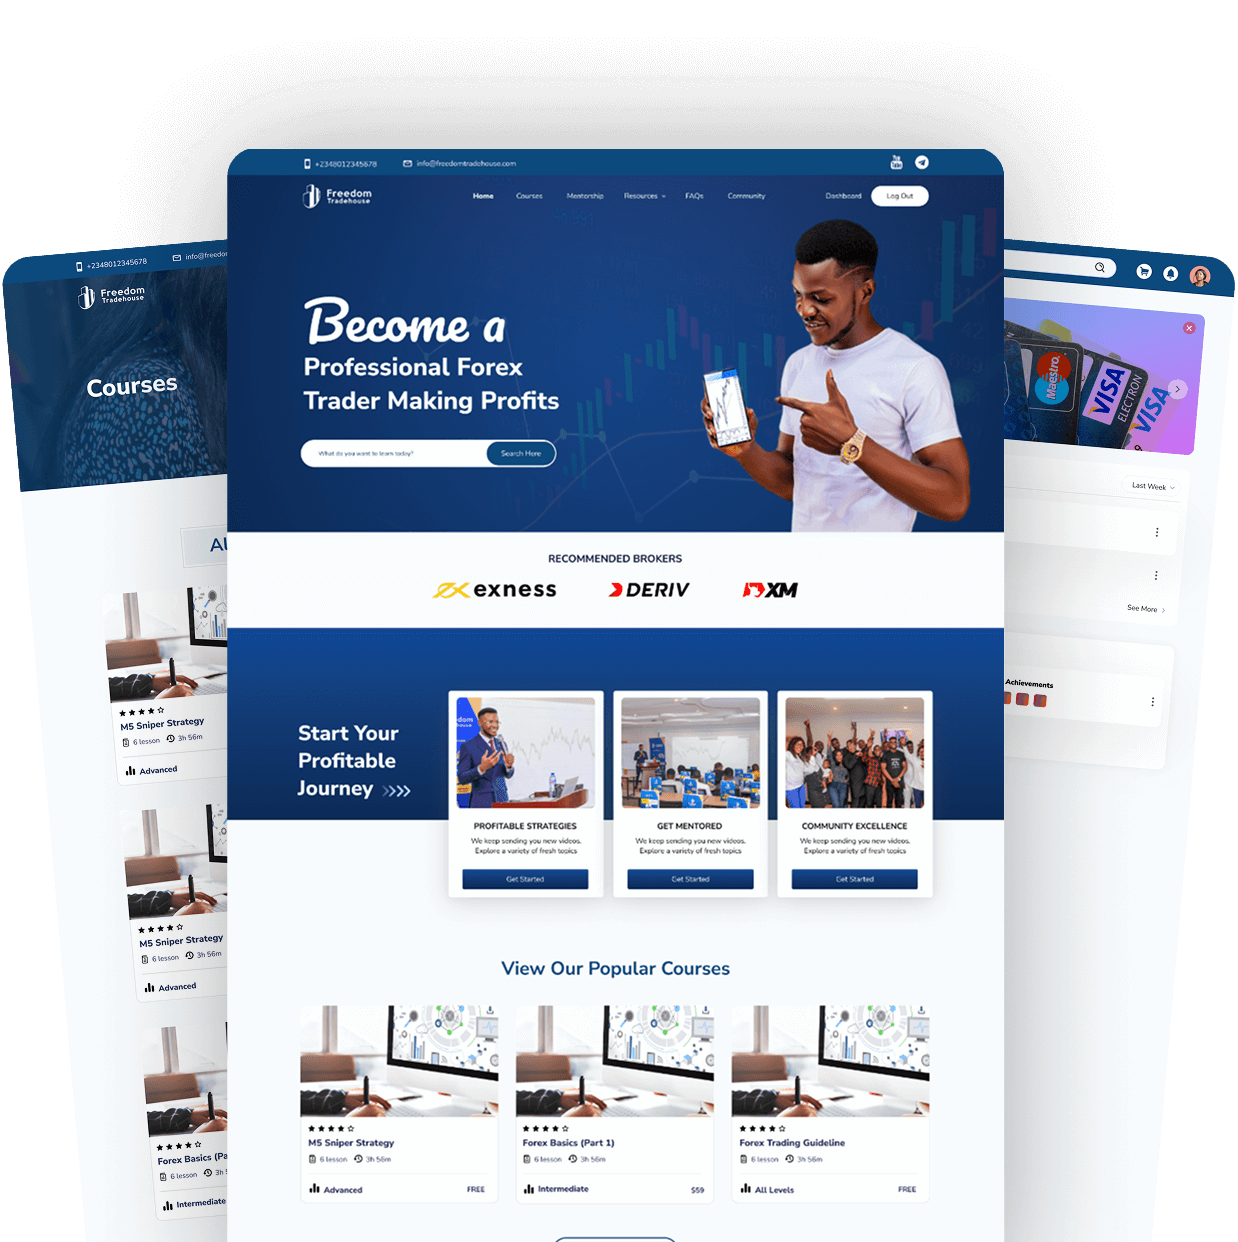 +2348012345678
info@freedomtradehouse.com
Freedom
Tradehouse
Home
Courses
Mentorship
Resources
FAQs
Community
Dashboard
Log Out
Become a
Professional Forex
Trader Making Profits
What do you want to learn today?
Search Here
RECOMMENDED BROKERS
exness
DERIV
XM
Start Your
Profitable
Journey
PROFITABLE STRATEGIES
We keep sending you new videos.
Explore a variety of fresh topics
Get Started
GET MENTORED
We keep sending you new videos.
Explore a variety of fresh topics
Get Started
COMMUNITY EXCELLENCE
We keep sending you new videos.
Explore a variety of fresh topics
Get Started
View Our Popular Courses
M5 Sniper Strategy
6 lesson 3h 56m
Advanced FREE
Forex Basics (Part 1)
6 lesson 3h 56m
Intermediate $59
Forex Trading Guideline
6 lesson 3h 56m
All Levels FREE
+2348012345678
info@freedo
Freedom
Tradehouse
Courses
Al
M5 Sniper Strategy
6 lesson 3h 56m
Advanced
M5 Sniper Strategy
6 lesson 3h 56m
Advanced
Forex Basics (Pa
6 lesson 3h
Intermediate
Maestro
VISA
ELECTRON
VISA
Last Week
See More
Achievements